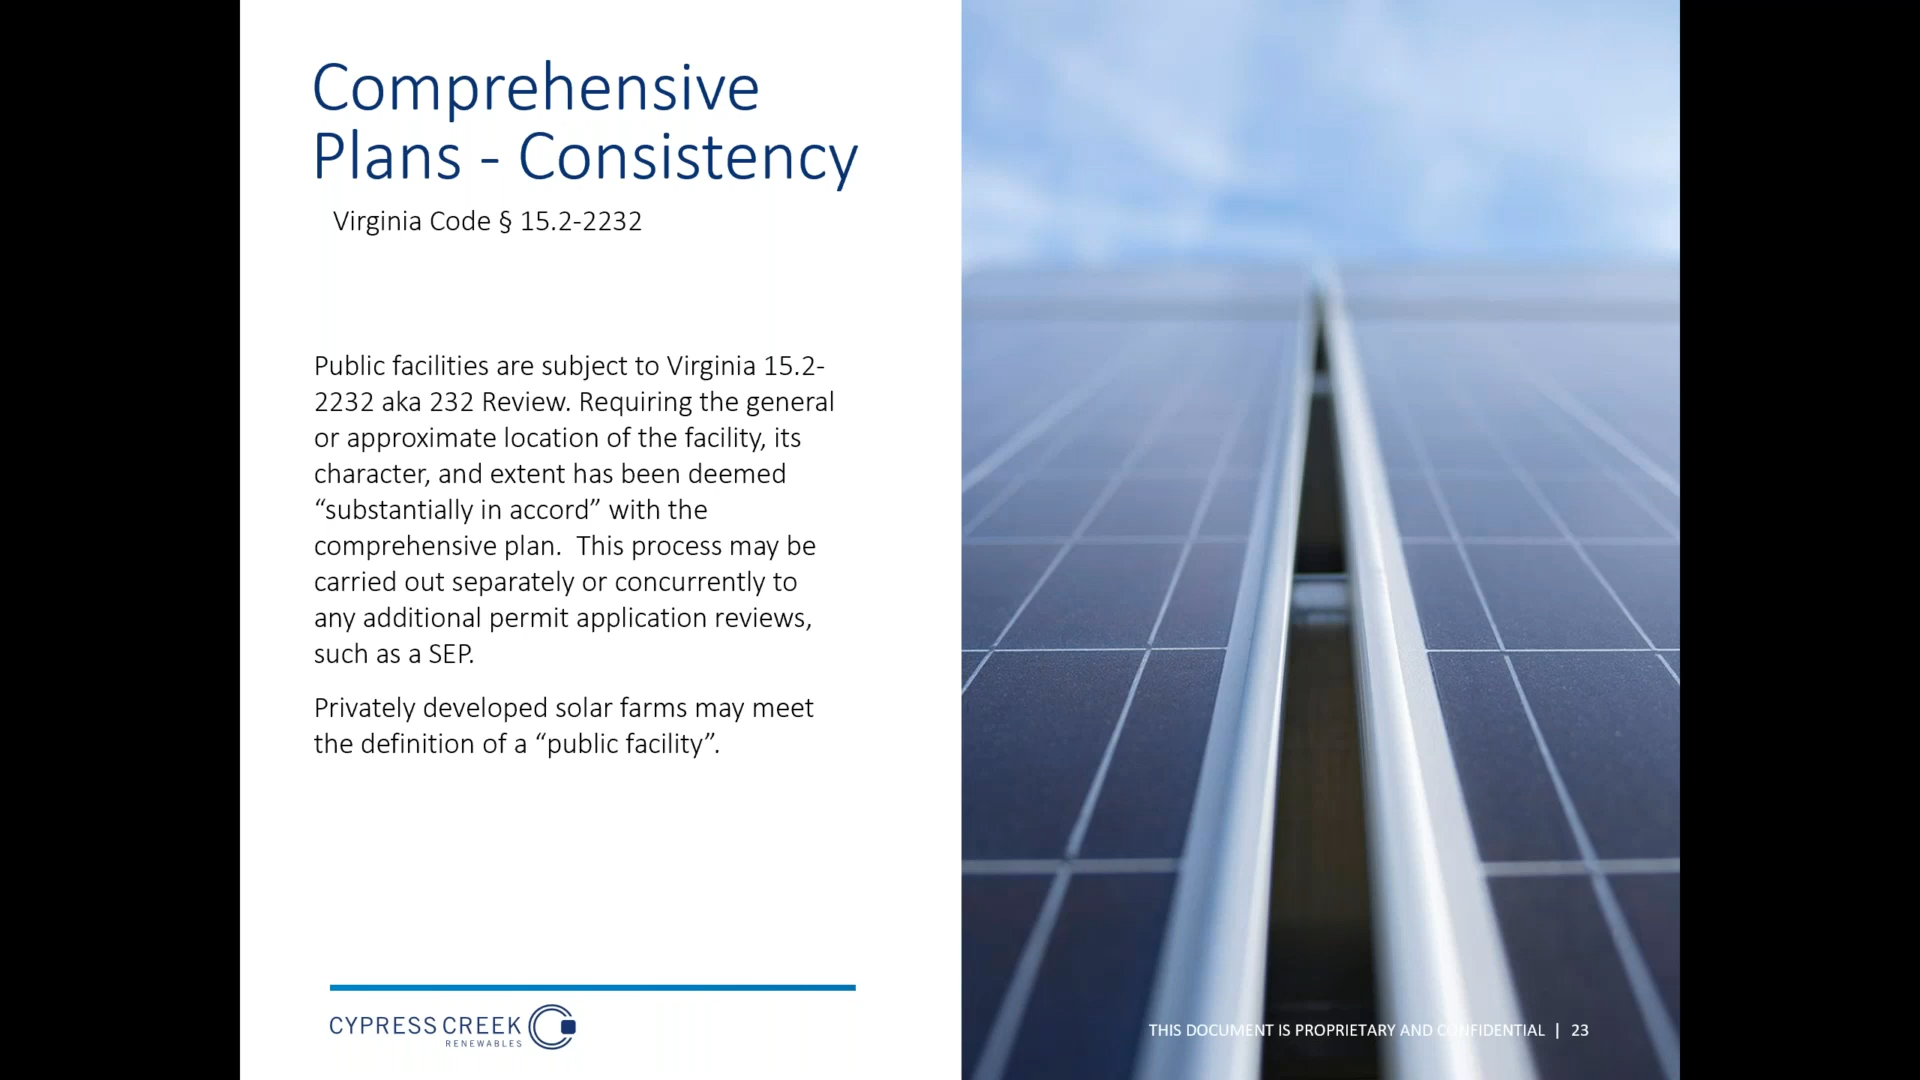 Comprehensive
Plans - Consistency
Virginia Code § 15.2-2232
Public facilities are subject to Virginia 15.2-
2232 aka 232 Review. Requiring the general
or approximate location of the facility, its
character, and extent has been deemed
“substantially in accord” with the
comprehensive plan.  This process may be
carried out separately or concurrently to
any additional permit application reviews,
such as a SEP.
Privately developed solar farms may meet
the definition of a “public facility”.
CYPRESS CREEK
RENEWABLES
THIS DOCUMENT IS PROPRIETARY AND CONFIDENTIAL | 23